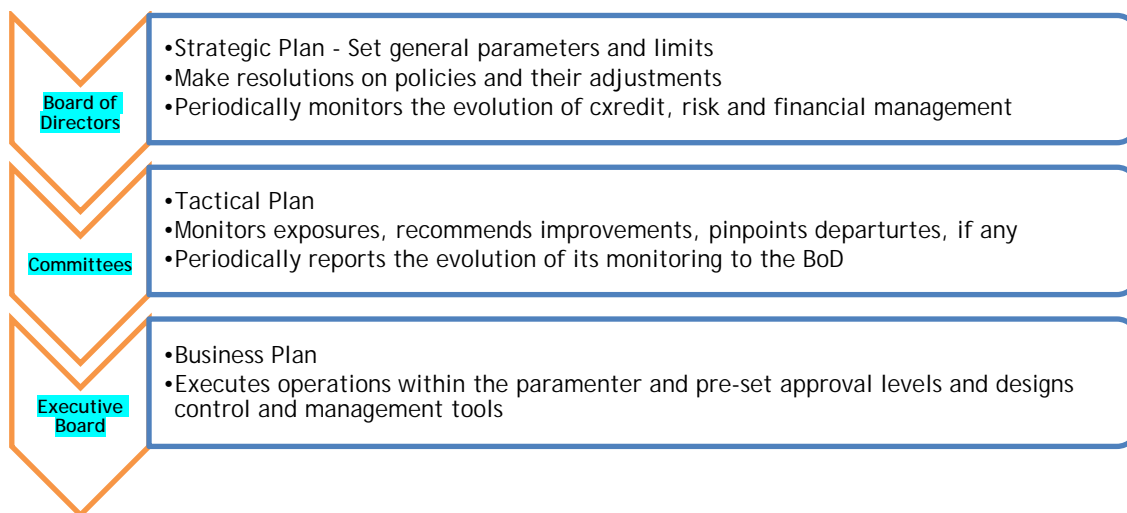 Board of
Directors
•Strategic Plan - Set general parameters and limits
•Make resolutions on policies and their adjustments
•Periodically monitors the evolution of cxredit, risk and financial management
Committees
•Tactical Plan
•Monitors exposures, recommends improvements, pinpoints departurtes, if any
•Periodically reports the evolution of its monitoring to the BoD
Executive
Board
•Business Plan
•Executes operations within the paramenter and pre-set approval levels and designs
control and management tools